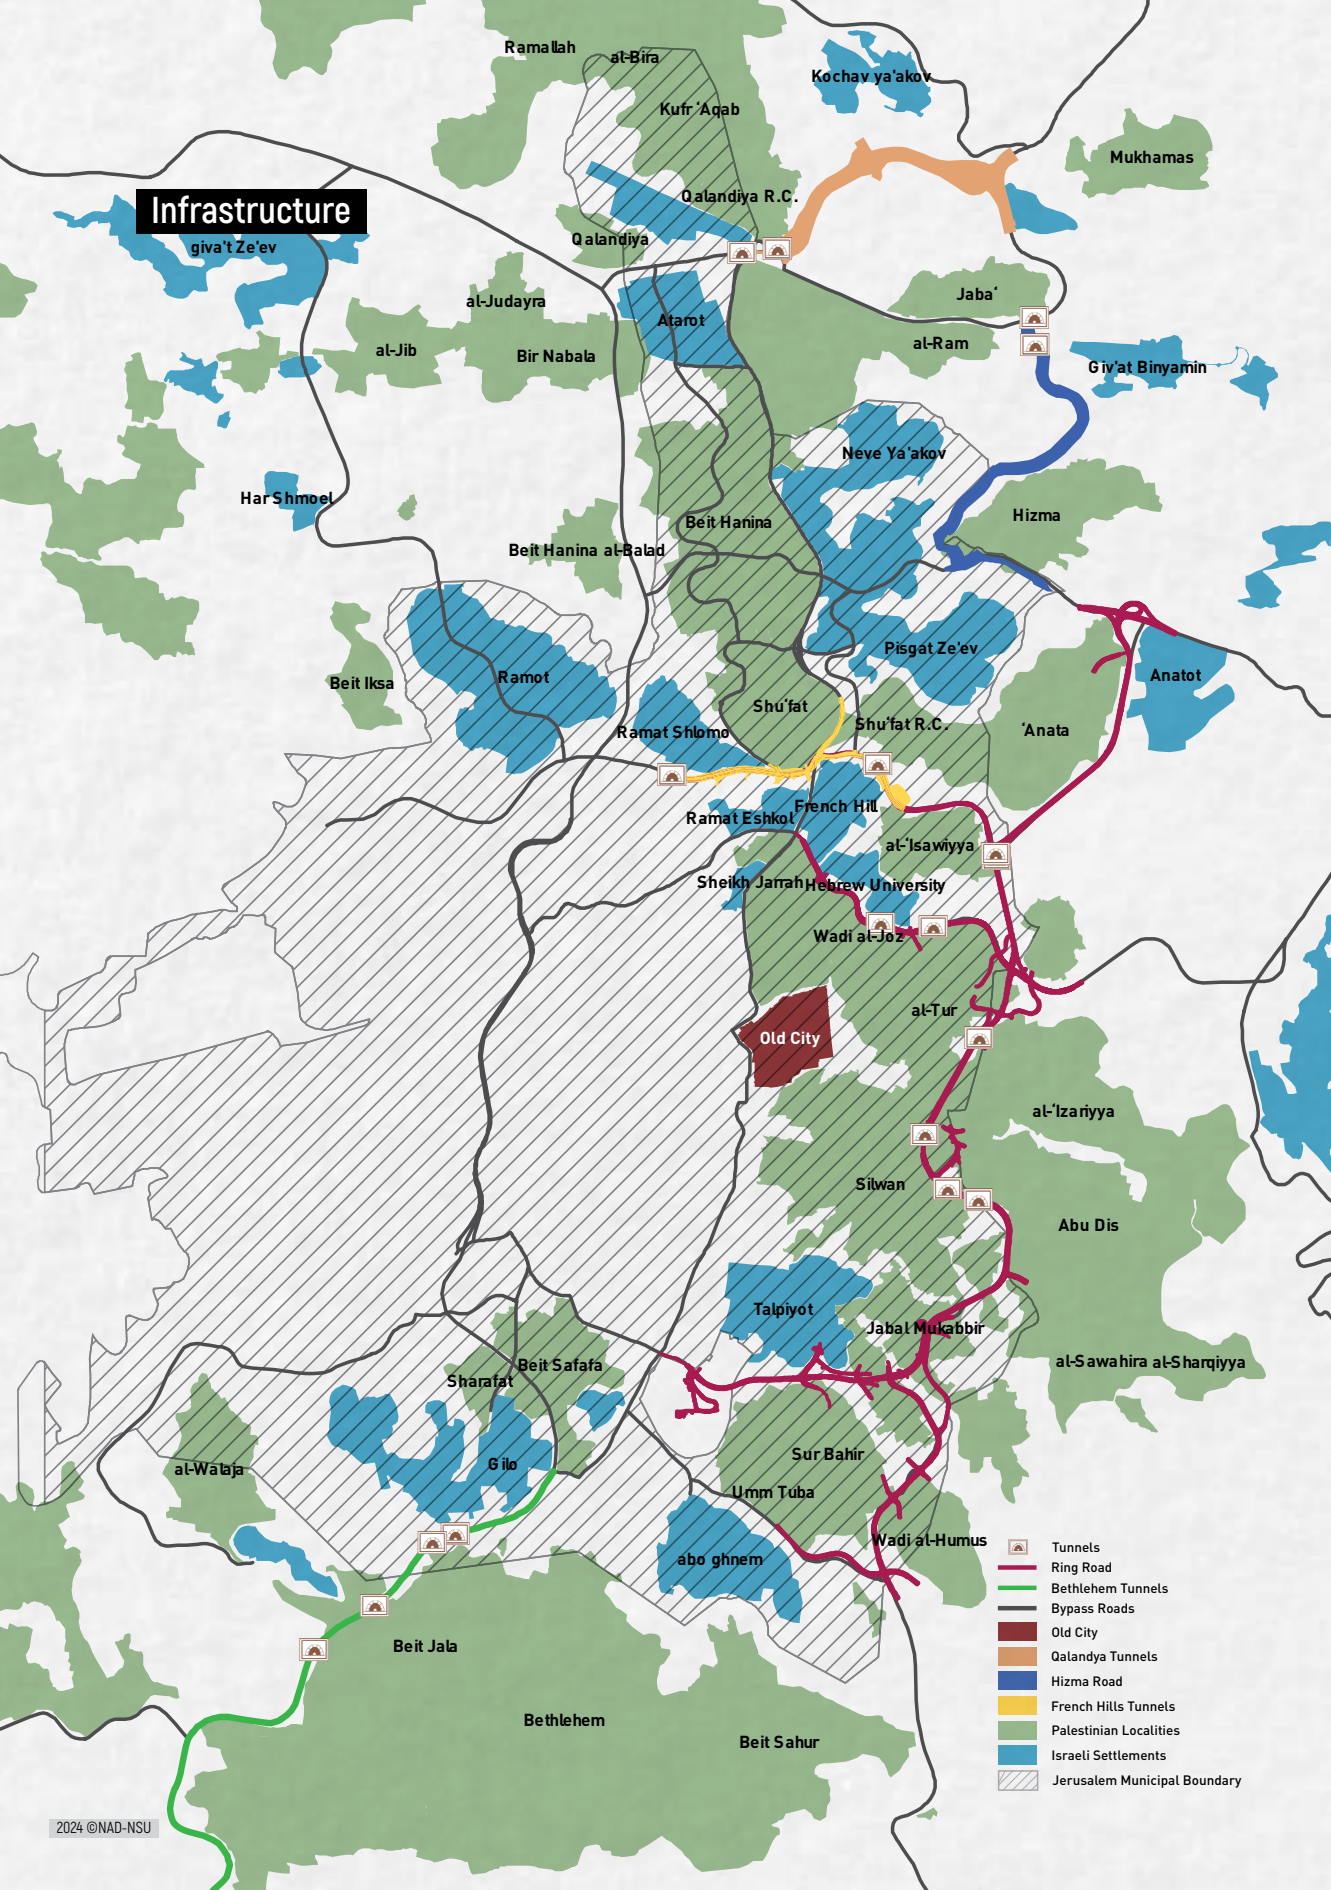 Ramallah
al-Bira
Kochav ya'akov
Kufr ‘Aqab
Mukhamas
Qalandiya R.C.
Infrastructure
Qalandiya
giva't Ze'ev
Jaba‘
al-Judayra
Atarot
al-Ram
al-Jib
Bir Nabala
Giv'at Binyamin
Neve Ya'akov
Har Shmoel
Hizma
Beit Hanina
Beit Hanina al-Balad
Pisgat Ze'ev
Anatot
Ramot
Beit Iksa
Shu‘fat
Shu‘fat R.C.
‘Anata
Ramat Shlomo
French Hill
Ramat Eshkol
al-‘Isawiyya
Sheikh Jarrah
Hebrew University
Wadi al-Joz
al-Tur
Old City
al-‘Izariyya
Silwan
Abu Dis
Talpiyot
Jabal Mukabbir
al-Sawahira al-Sharqiyya
Beit Safafa
Sharafat
Sur Bahir
Gilo
al-Walaja
Umm Tuba
Wadi al-Humus
abo ghnem
Beit Jala
Bethlehem
Beit Sahur
Tunnels
Ring Road
Bethlehem Tunnels
Bypass Roads
Old City
Qalandya Tunnels
Hizma Road
French Hills Tunnels
Palestinian Localities
Israeli Settlements
Jerusalem Municipal Boundary
2024 ©NAD-NSU